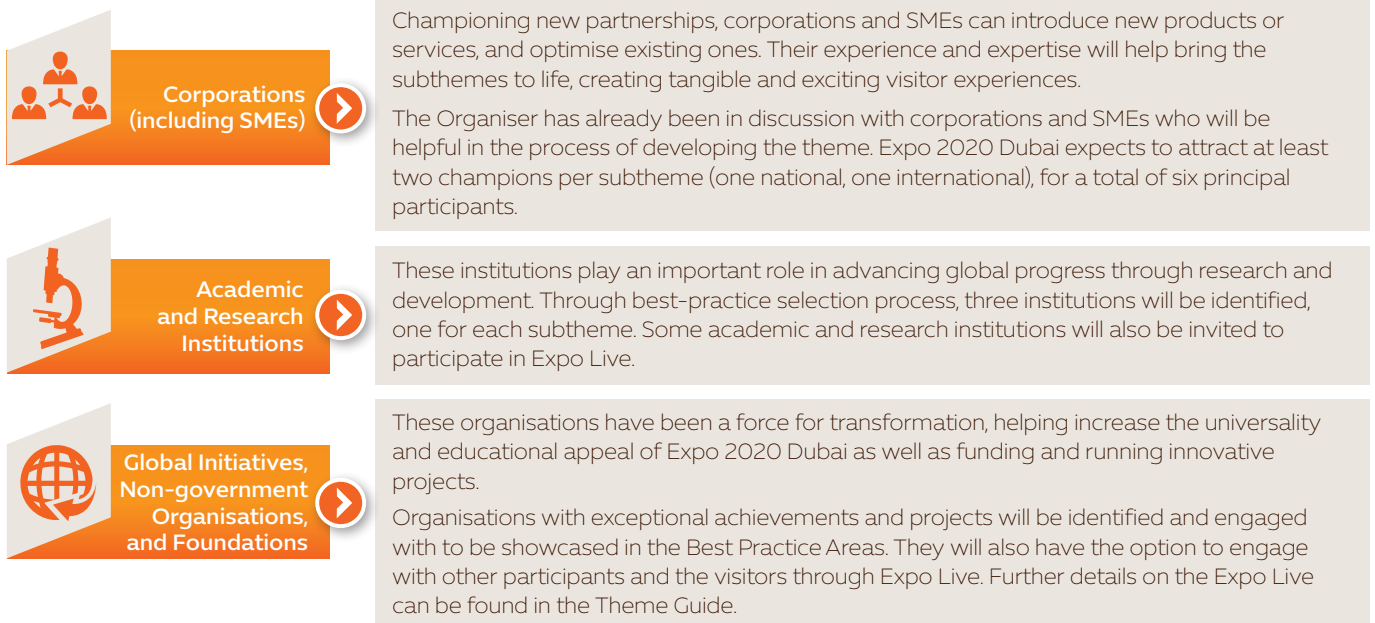 Corporations
(including SMEs)
Championing new partnerships, corporations and SMEs can introduce new products or
services, and optimise existing ones. Their experience and expertise will help bring the
subthemes to life, creating tangible and exciting visitor experiences.
The Organiser has already been in discussion with corporations and SMEs who will be
helpful in the process of developing the theme. Expo 2020 Dubai expects to attract at least
two champions per subtheme (one national, one international), for a total of six principal
participants.
Academic
and Research
Institutions
These institutions play an important role in advancing global progress through research and
development. Through best-practice selection process, three institutions will be identified,
one for each subtheme. Some academic and research institutions will also be invited to
participate in Expo Live.
Global Initiatives,
Non-government
Organisations,
and Foundations
These organisations have been a force for transformation, helping increase the universality
and educational appeal of Expo 2020 Dubai as well as funding and running innovative
projects.
Organisations with exceptional achievements and projects will be identified and engaged
with to be showcased in the Best Practice Areas. They will also have the option to engage
with other participants and the visitors through Expo Live. Further details on the Expo Live
can be found in the Theme Guide.